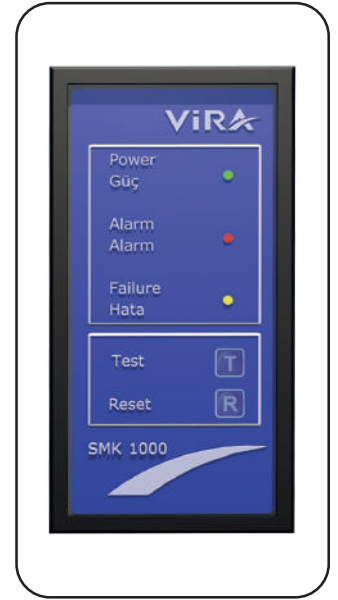 ViRA
Power
Güç
Alarm
Alarm
Failure
Hata
Test T
Reset R
SMK 1000